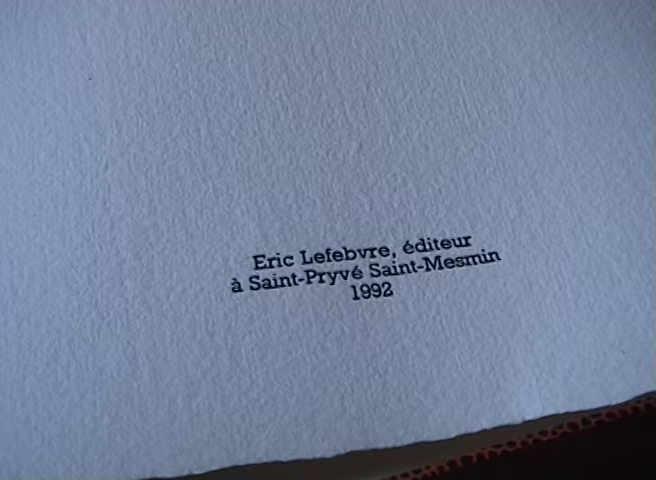 Eric Lefebvre, éditeur
à Saint-Pryvé Saint-Mesmin
1992